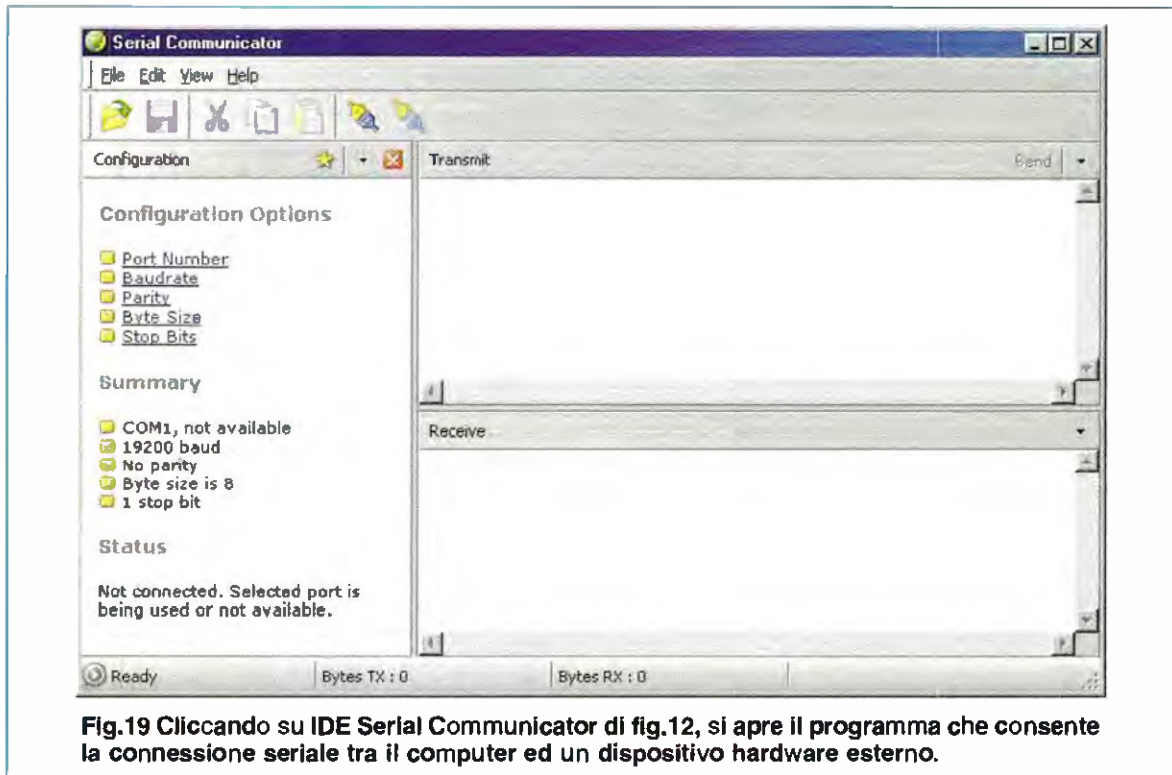 Serial Communicator
File Edit View Help
Configuration
Configuration Options
Port Number
Baudrate
Parity
Byte Size
Stop Bits
Summary
COM1, not available
19200 baud
No parity
Byte size is 8
1 stop bit
Status
Not connected. Selected port is
being used or not available.
Transmit
Send
Receive
Ready
Bytes TX : 0
Bytes RX : 0
Fig.19 Cliccando su IDE Serial Communicator di fig.12, si apre il programma che consente
la connessione seriale tra il computer ed un dispositivo hardware esterno.